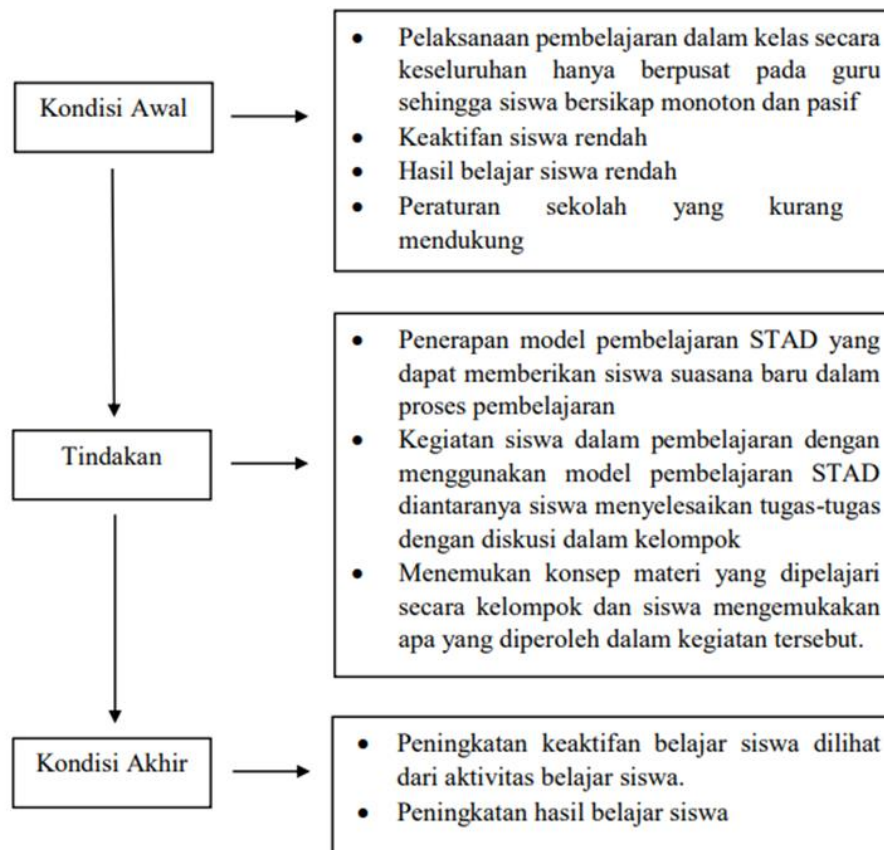 Kondisi Awal
• Pelaksanaan pembelajaran dalam kelas secara
keseluruhan hanya berpusat pada guru
sehingga siswa bersikap monoton dan pasif
• Keaktifan siswa rendah
• Hasil belajar siswa rendah
• Peraturan sekolah yang kurang
mendukung
Tindakan
• Penerapan model pembelajaran STAD yang
dapat memberikan siswa suasana baru dalam
proses pembelajaran
• Kegiatan siswa dalam pembelajaran dengan
menggunakan model pembelajaran STAD
diantaranya siswa menyelesaikan tugas-tugas
dengan diskusi dalam kelompok
• Menemukan konsep materi yang dipelajari
secara kelompok dan siswa mengemukakan
apa yang diperoleh dalam kegiatan tersebut.
Kondisi Akhir
• Peningkatan keaktifan belajar siswa dilihat
dari aktivitas belajar siswa.
• Peningkatan hasil belajar siswa